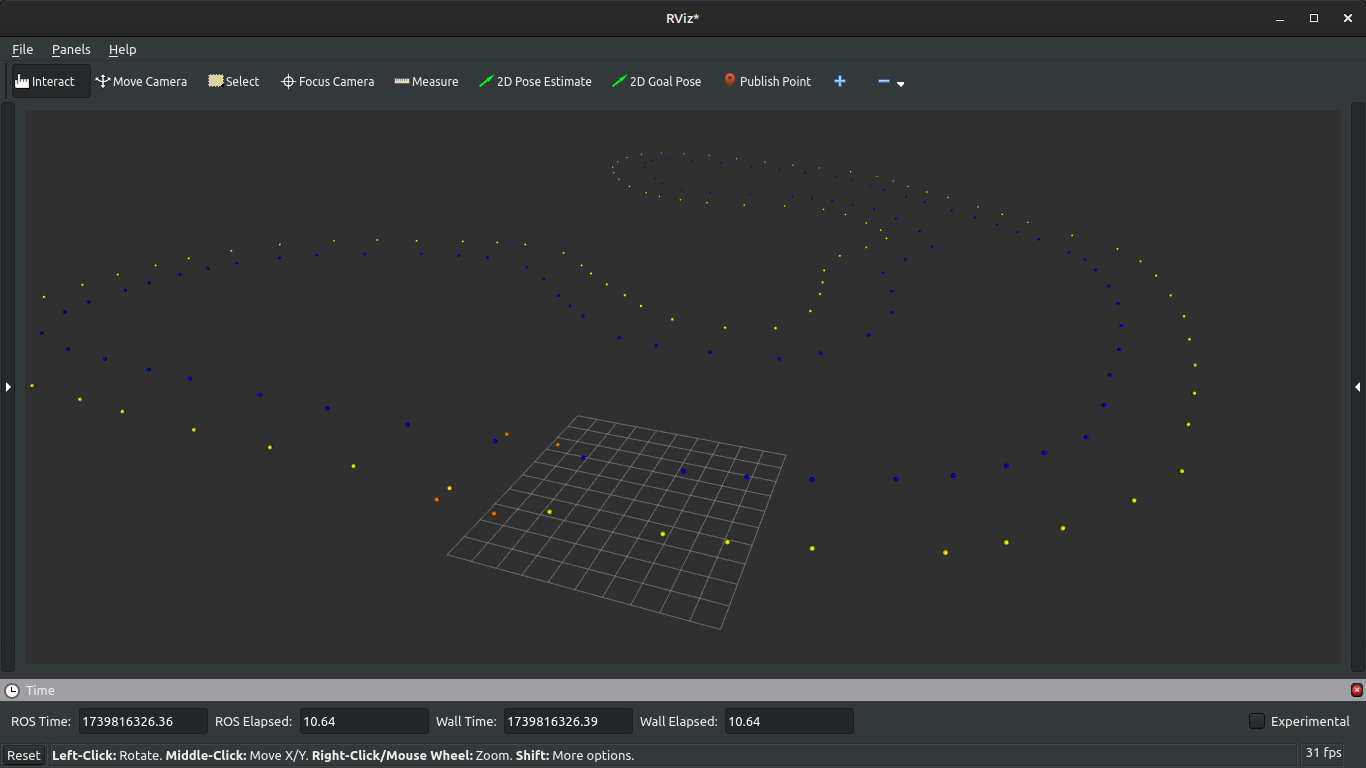 RViz*
File Panels Help
Interact Move Camera Select Focus Camera Measure 2D Pose Estimate 2D Goal Pose Publish Point
Time
ROS Time: 1739816326.36 ROS Elapsed: 10.64 Wall Time: 1739816326.39 Wall Elapsed: 10.64 Experimental
Reset Left-Click: Rotate. Middle-Click: Move X/Y. Right-Click/Mouse Wheel: Zoom. Shift: More options. 31 fps